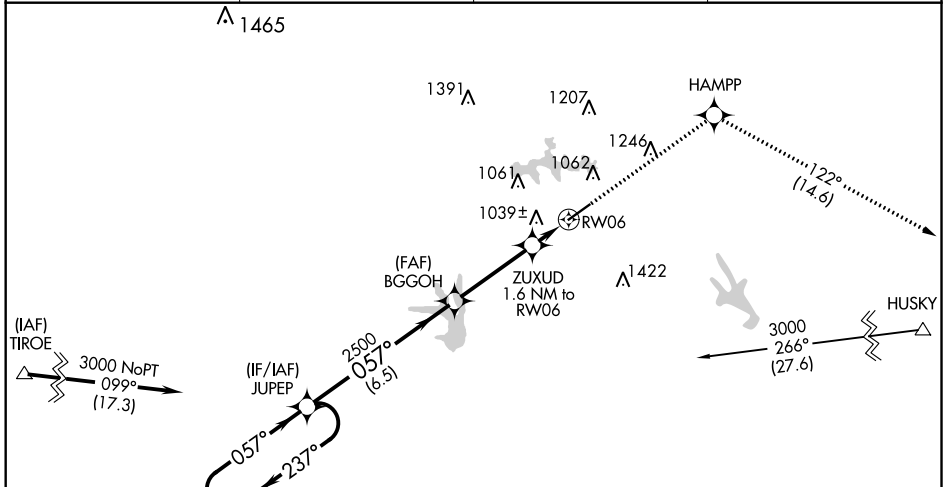 1465
1391
1207
HAMPP
1246
1061
1062
122°
(14.6)
1039±
RW06
(FAF)
BGGOH
ZUXUD
1.6 NM to
RW06
1422
HUSKY
(IAF)
TIROE
3000 NoPT
099°
(17.3)
(IF/IAF)
JUPEP
2500
057°
(6.5)
3000
266°
(27.6)
057°
237°